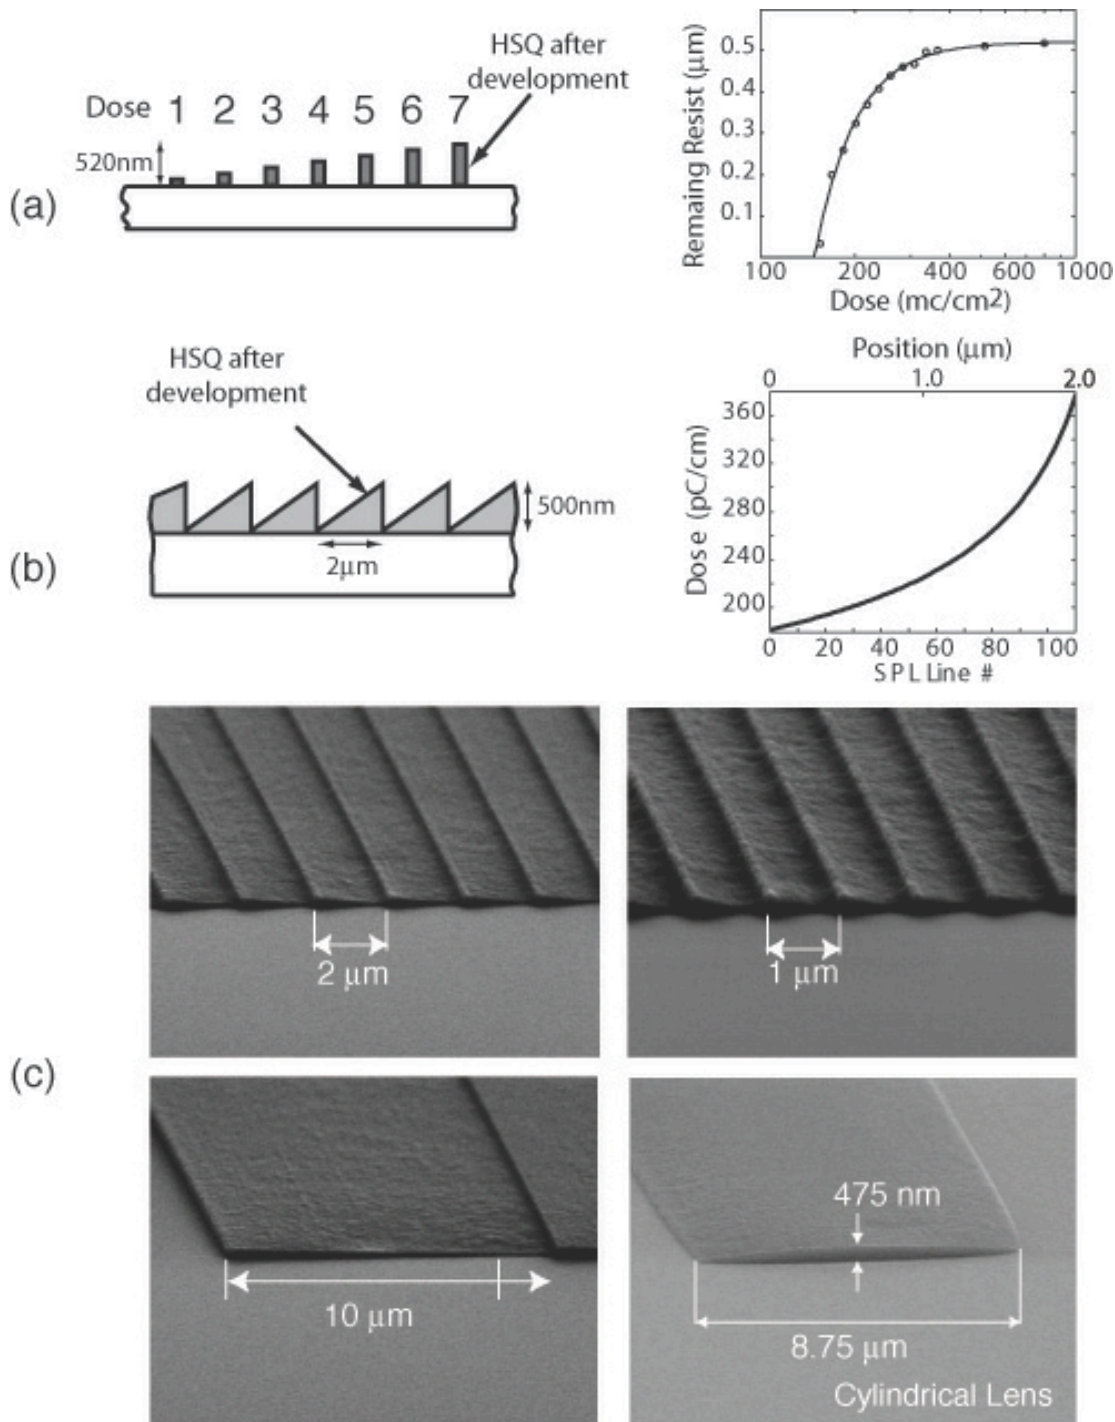 (a)
HSQ after
development
Dose 1 2 3 4 5 6 7
520nm
Remaing Resist (μm)
0.5
0.4
0.3
0.2
0.1
100 200 400 600 1000
Dose (mc/cm2)
(b)
HSQ after
development
500nm
2μm
Position (μm)
0 1.0 2.0
Dose (pC/cm)
360
320
280
240
200
0 20 40 60 80 100
SPL Line #
(c)
2 μm
1 μm
10 μm
475 nm
8.75 μm
Cylindrical Lens